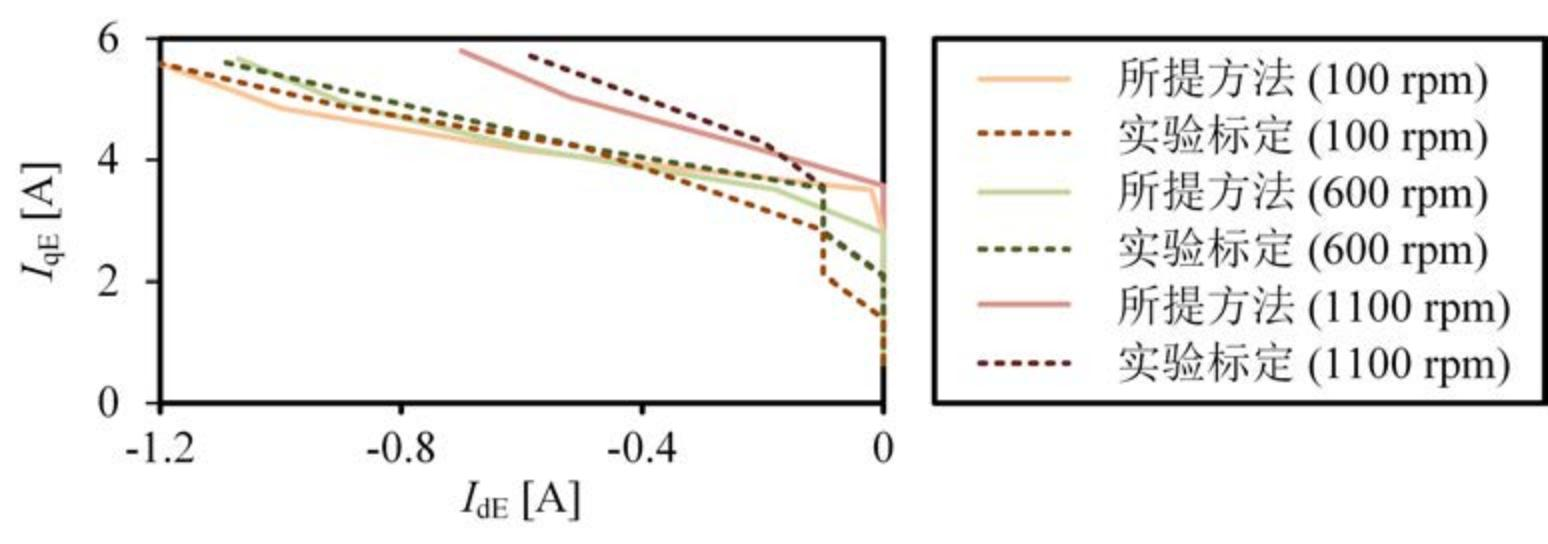 6
4
2
0
I_qE [A]
-1.2
-0.8
-0.4
0
I_dE [A]
所提方法 (100 rpm)
实验标定 (100 rpm)
所提方法 (600 rpm)
实验标定 (600 rpm)
所提方法 (1100 rpm)
实验标定 (1100 rpm)